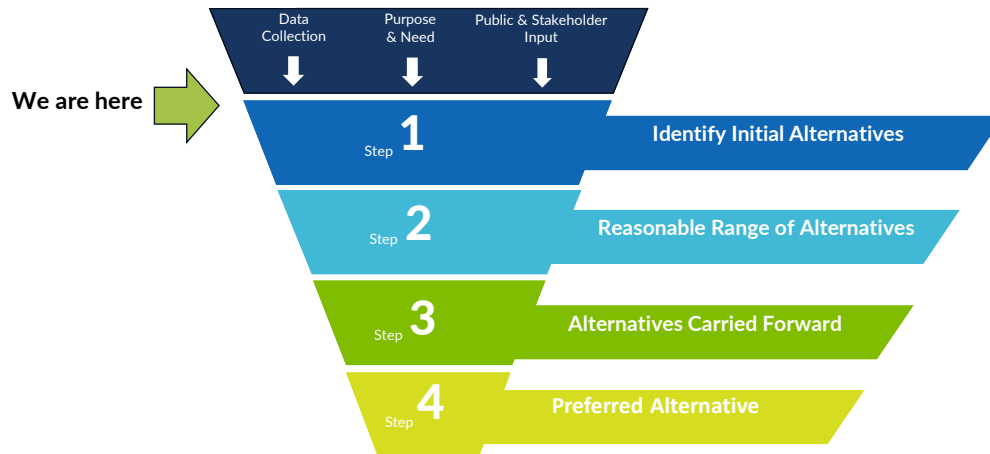 Data
Collection
Purpose
& Need
Public & Stakeholder
Input
We are here
Step 1
Identify Initial Alternatives
Step 2
Reasonable Range of Alternatives
Step 3
Alternatives Carried Forward
Step 4
Preferred Alternative